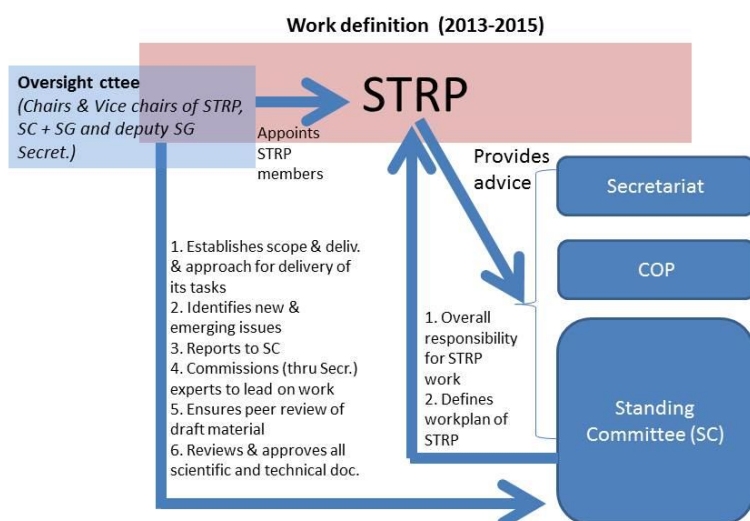 Work definition (2013-2015)
Oversight cttee
(Chairs & Vice chairs of STRP,
SC + SG and deputy SG
Secret.)
STRP
Appoints
STRP
members
Provides
advice
Secretariat
COP
1. Establishes scope & deliv.
& approach for delivery of
its tasks
2. Identifies new &
emerging issues
3. Reports to SC
4. Commissions (thru Secr.)
experts to lead on work
5. Ensures peer review of
draft material
6. Reviews & approves all
scientific and technical doc.
1. Overall
responsibility
for STRP
work
2. Defines
workplan of
STRP
Standing
Committee (SC)